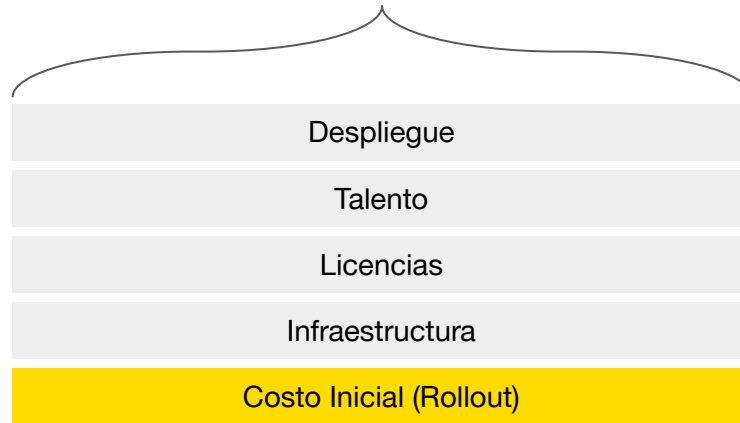 Despliegue
Talento
Licencias
Infraestructura
Costo Inicial (Rollout)